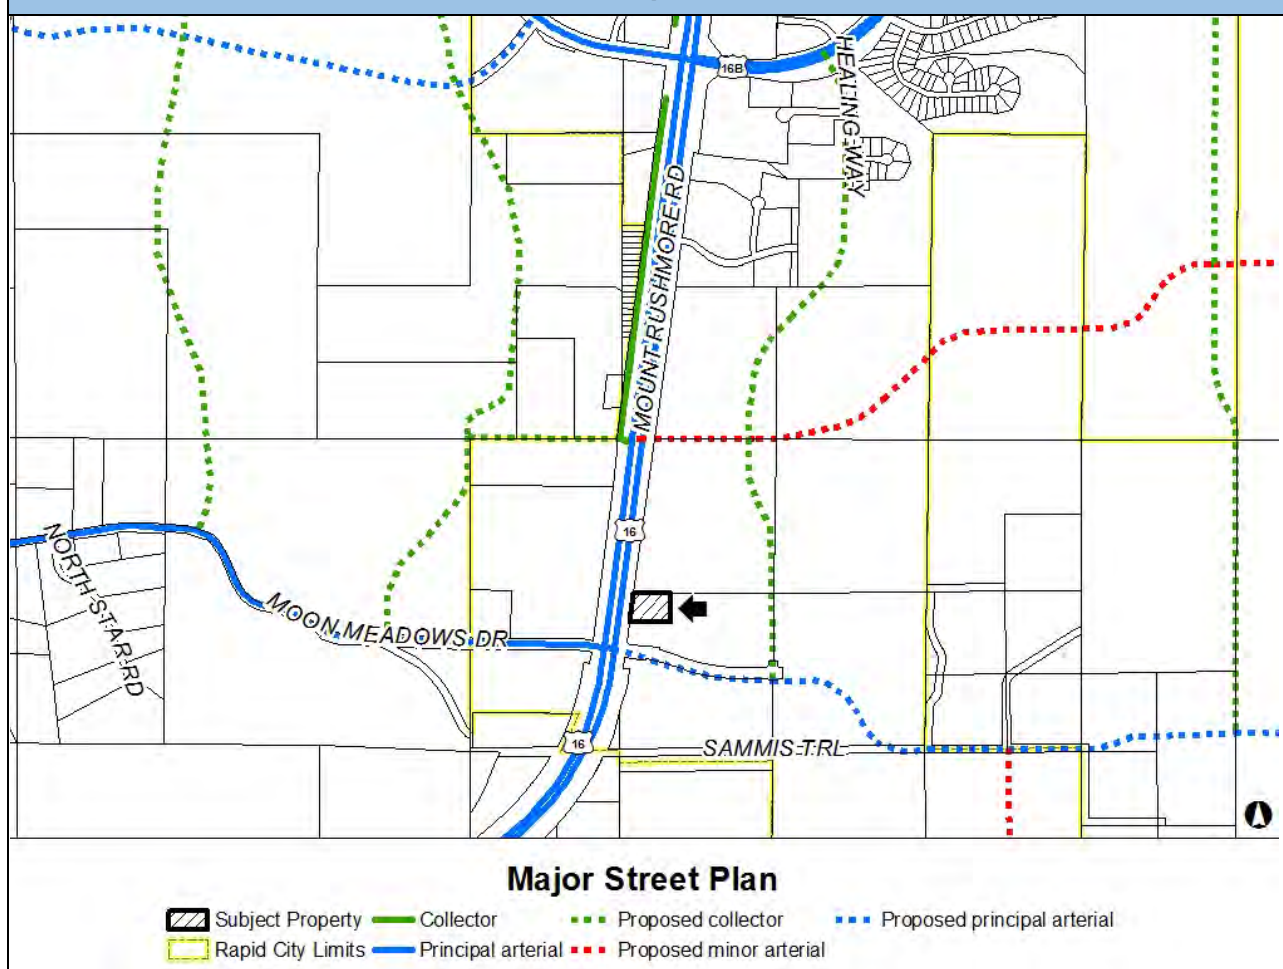 16B
HEALING WAY
MOUNT RUSHMORE RD
16
NORTH STAR RD
MOON MEADOWS DR
16
SAMMIS TRL
Major Street Plan
Subject Property Collector Proposed collector Proposed principal arterial
Rapid City Limits Principal arterial Proposed minor arterial